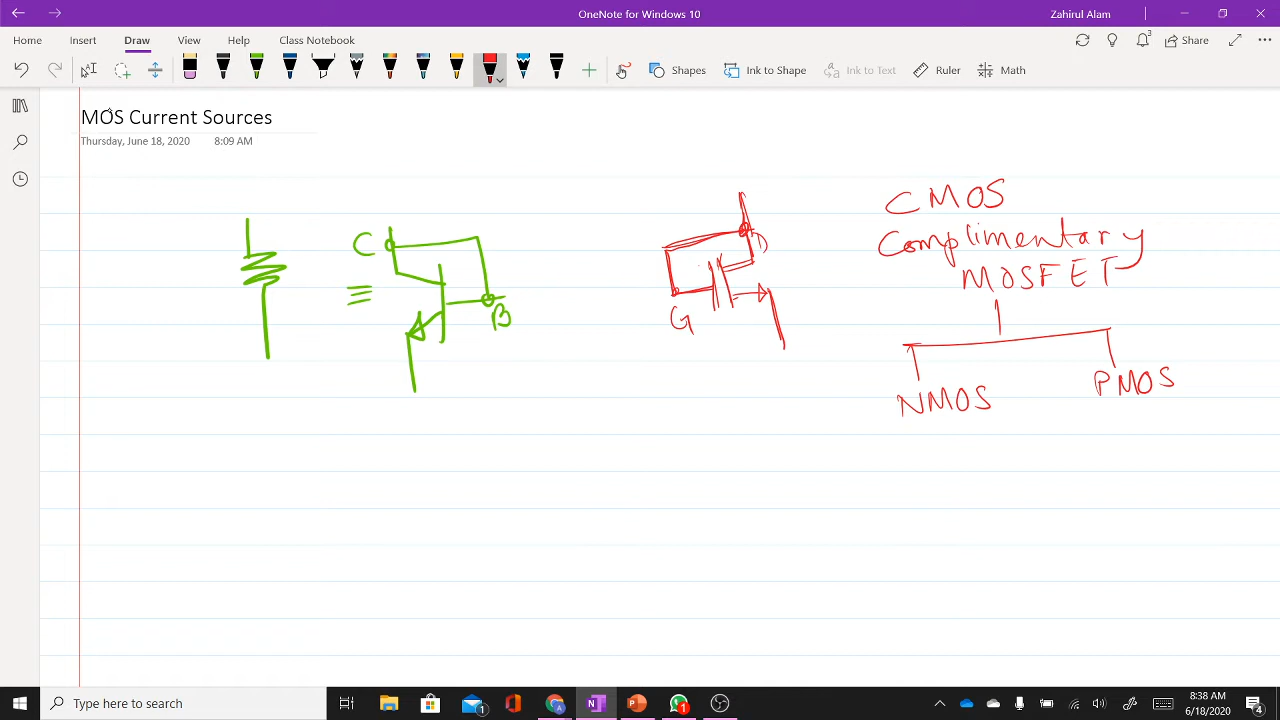 OneNote for Windows 10
Zahirul Alam
Home Insert Draw View Help Class Notebook
Share
Shapes Ink to Shape Ink to Text Ruler Math
MOS Current Sources
Thursday, June 18, 2020 8:09 AM
C
B
D
G
CMOS
Complimentary
MOSFET
NMOS
PMOS
Type here to search
1
8:38 AM
6/18/2020
4